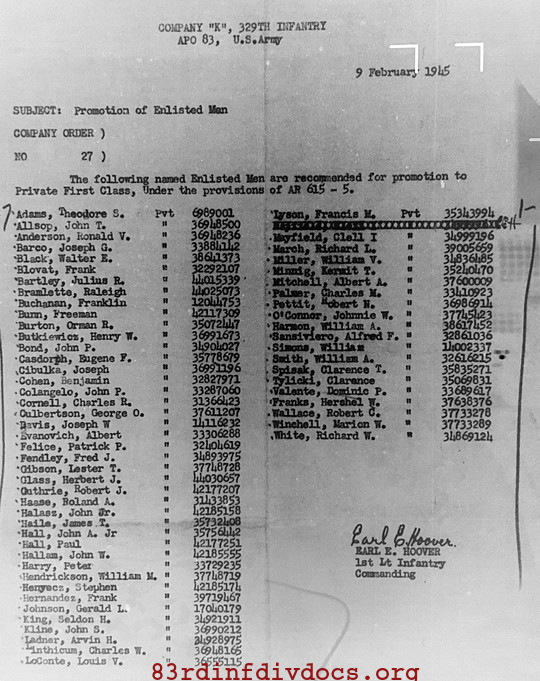 COMPANY "K", 329TH INFANTRY
APO 83, U.S.Army
9 February 1945
SUBJECT: Promotion of Enlisted Men
COMPANY ORDER )
NO 27 )
The following named Enlisted Men are recommended for promotion to
Private First Class, Under the provisions of AR 615 - 5.
Adams, Theodore S. Pvt 6989001
Allsop, John T. " 36948500
Anderson, Ronald V. " 36948236
Barco, Joseph G. " 33884142
Black, Walter E. " 38641373
Blovat, Frank " 32292107
Bartley, Julius R. " 44015339
Bramlette, Raleigh " 44025073
Buchanan, Franklin " 12044753
Bunn, Freeman " 42117309
Burton, Orman R. " 35072447
Butkiewicz, Henry W. " 36991673
Bond, John P. " 34904027
Casdorph, Eugene F. " 35778679
Cibulka, Joseph " 36991196
Cohen, Benjamin " 32827971
Colangelo, John P. " 33287060
Cornell, Charles R. " 31366423
Culbertson, George O. " 37611207
Davis, Joseph W " 14116232
Evanovich, Albert " 33306288
Felice, Patrick P. " 32404619
Fendley, Fred J. " 34893975
Gibson, Lester T. " 37748728
Glass, Herbert J. " 44030657
Guthrie, Robert J. " 42177207
Haase, Roland A. " 31433853
Halasz, John Jr. " 42185158
Haile, James T. " 35732408
Hall, John A. Jr " 35756442
Hall, Paul " 42177251
Hallam, John W. " 42185555
Harry, Peter " 33729235
Hendrickson, William M. " 37748719
Henyecz, Stephen " 42185174
Hernandez, Frank " 39719467
Johnson, Gerald L. " 17040179
King, Seldon H. " 34921911
Kline, John S. " 36990212
Ladner, Arvin H. " 34928975
Linthicum, Charles W. " 36948165
LoConte, Louis V. " 36555115
Lyson, Francis M. Pvt 35343994
Mayfield, Clell I " 34999196
March, Richard L. " 39005659
Miller, William V. " 34836485
Minnig, Kermit T. " 35240470
Mitchell, Albert A. " 37600009
Palmer, Charles M. " 33410923
Pettit, Robert N. " 36986914
O'Connor, Johnnie W. " 37745423
Harmon, William A. " 38617452
Sansiviero, Alfred F. " 32861036
Simons, William " 14002337
Smith, William A. " 32616215
Spisak, Clarence T. " 35835271
Tylicki, Clarence " 35069831
Valente, Dominic P. " 33689617
Franks, Hershel W. " 37638376
Wallace, Robert C. " 37733278
Winchell, Marion W. " 37733289
White, Richard W. " 34869124
Earl E. Hoover.
EARL E. HOOVER
1st Lt Infantry
Commanding
83rdinfdivdocs.org